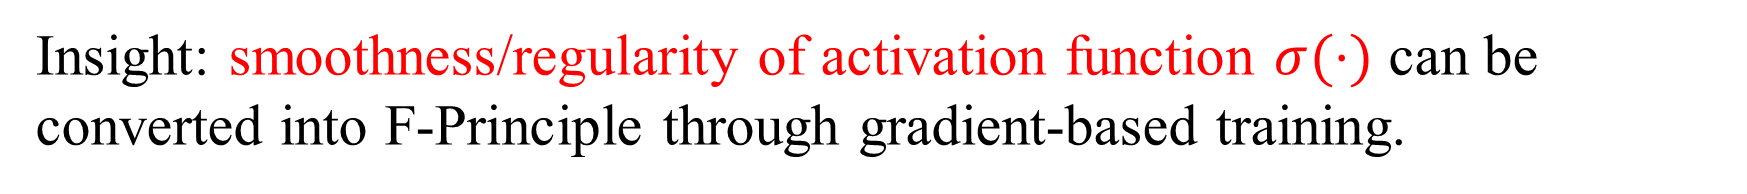 Insight: smoothness/regularity of activation function σ(·) can be
converted into F-Principle through gradient-based training.